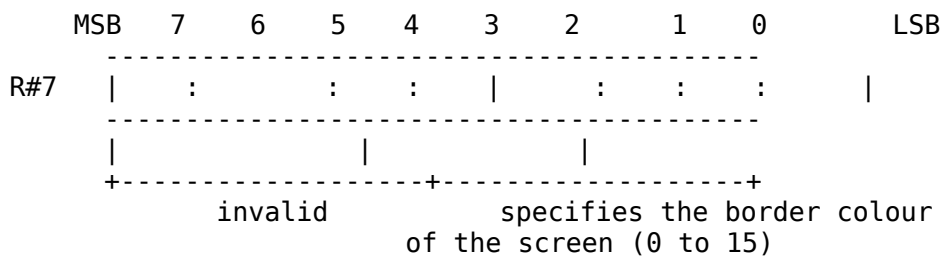 MSB 7 6 5 4 3 2 1 0 LSB
-----------------------------------------
R#7 | : : : | : : : |
-----------------------------------------
| | |
+-------------------+-------------------+
invalid specifies the border colour
of the screen (0 to 15)